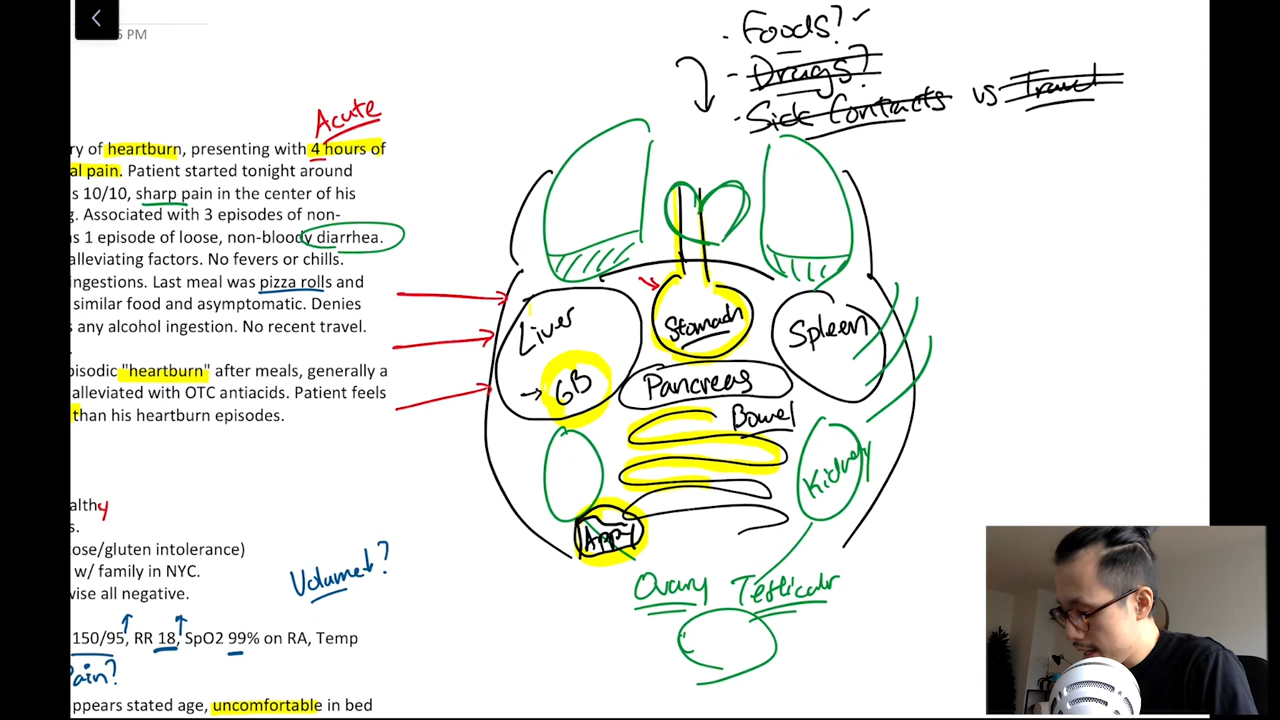 5 PM
· Foods? ✓
- Drugs?
· Sick Contacts vs Travel
Acute
ry of heartburn, presenting with 4 hours of
al pain. Patient started tonight around
s 10/10, sharp pain in the center of his
g. Associated with 3 episodes of non-
as 1 episode of loose, non-bloody diarrhea.
alleviating factors. No fevers or chills.
ingestions. Last meal was pizza rolls and
similar food and asymptomatic. Denies
s any alcohol ingestion. No recent travel.
pisodic "heartburn" after meals, generally a
alleviated with OTC antiacids. Patient feels
than his heartburn episodes.
althy
s.
ose/gluten intolerance)
w/ family in NYC.
vise all negative.
Volume↓?
150/95, RR 18, SpO2 99% on RA, Temp
Pain?
ppears stated age, uncomfortable in bed
Liver
→ GB
Stomach
Spleen
Pancreas
Bowel
Kidney
Appy
Ovary Testicular